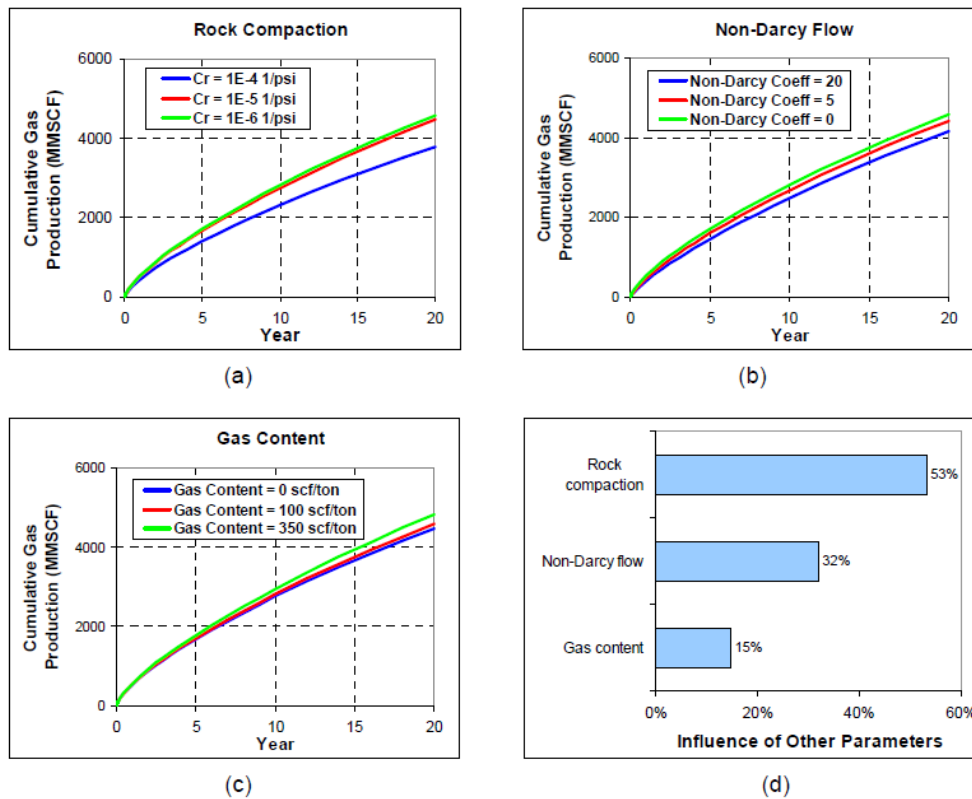 Rock Compaction
Cumulative Gas
Production (MMSCF)
6000
4000
2000
0
Cr = 1E-4 1/psi
Cr = 1E-5 1/psi
Cr = 1E-6 1/psi
0
5
10
15
20
Year
(a)
Non-Darcy Flow
Cumulative Gas
Production (MMSCF)
6000
4000
2000
0
Non-Darcy Coeff = 20
Non-Darcy Coeff = 5
Non-Darcy Coeff = 0
0
5
10
15
20
Year
(b)
Gas Content
Cumulative Gas
Production (MMSCF)
6000
4000
2000
0
Gas Content = 0 scf/ton
Gas Content = 100 scf/ton
Gas Content = 350 scf/ton
0
5
10
15
20
Year
(c)
Rock
compaction
53%
Non-Darcy flow
32%
Gas content
15%
0%
20%
40%
60%
Influence of Other Parameters
(d)